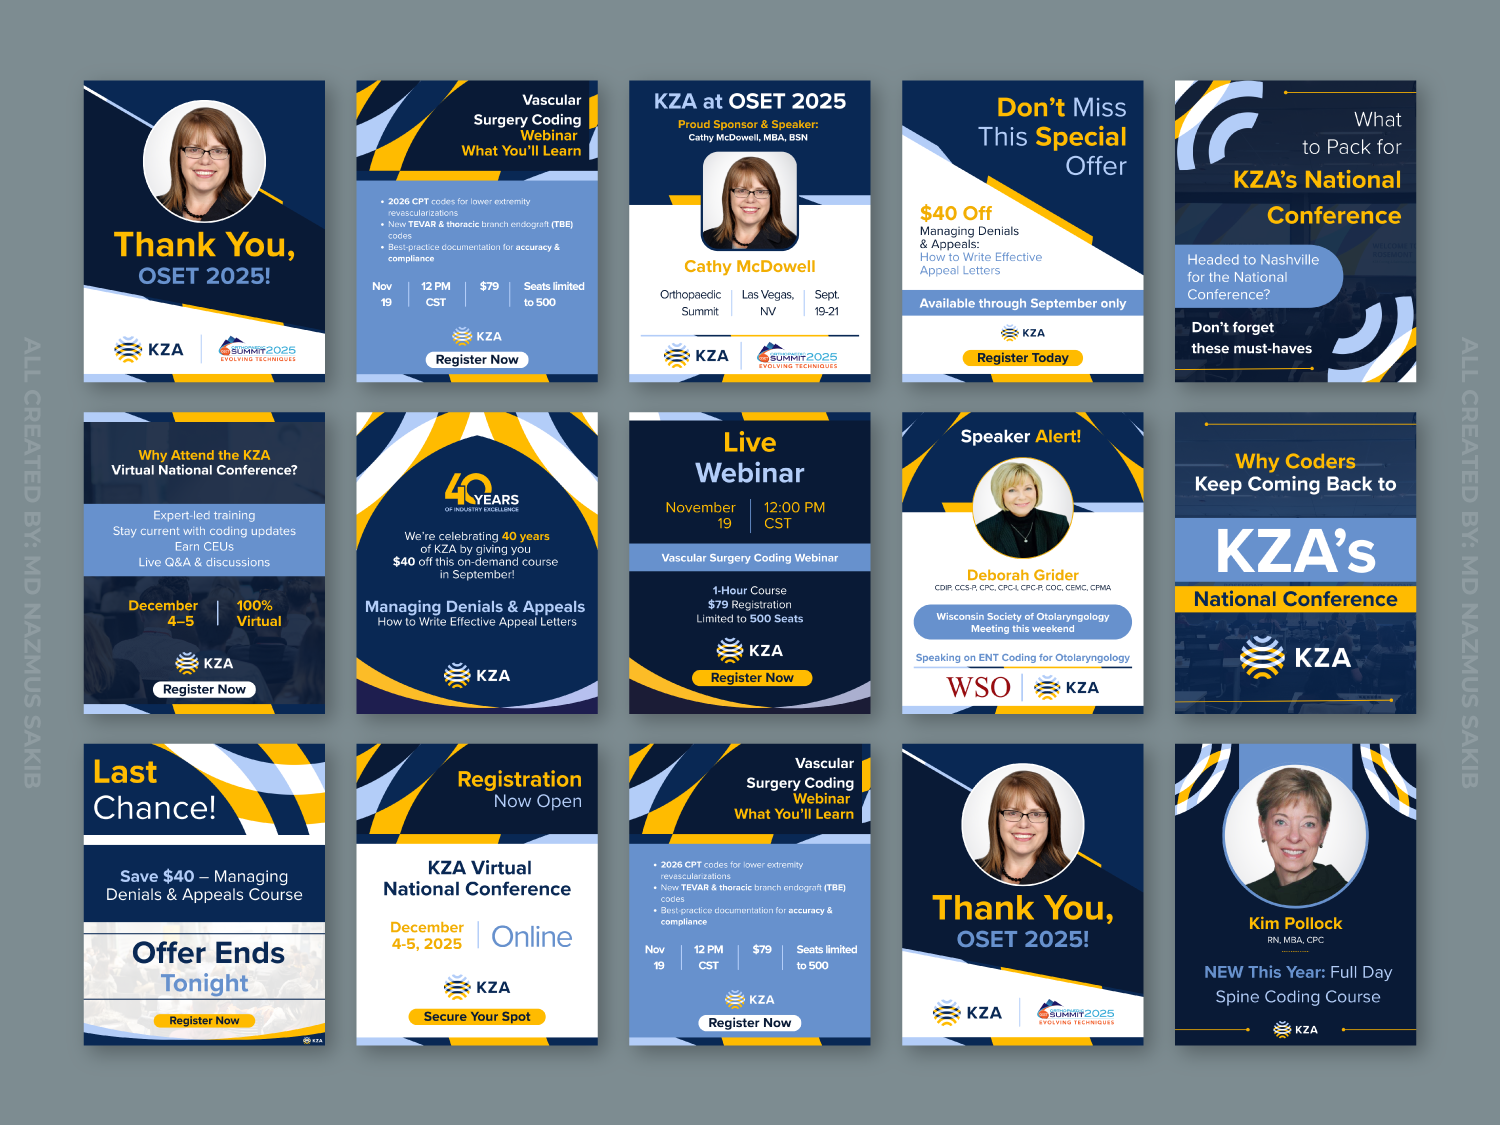 Thank You,
OSET 2025!
KZA
SUMMIT2025
EVOLVING TECHNIQUES
Vascular
Surgery Coding
Webinar
What You'll Learn
• 2026 CPT codes for lower extremity
revascularizations
• New TEVAR & thoracic branch endograft (TBE)
codes
• Best-practice documentation for accuracy &
compliance
Nov
19
12 PM
CST
$79
Seats limited
to 500
KZA
Register Now
KZA at OSET 2025
Proud Sponsor & Speaker:
Cathy McDowell, MBA, BSN
Cathy McDowell
Orthopaedic
Summit
Las Vegas,
NV
Sept.
19-21
KZA
SUMMIT2025
EVOLVING TECHNIQUES
Don't Miss
This Special
Offer
$40 Off
Managing Denials
& Appeals:
How to Write Effective
Appeal Letters
Available through September only
KZA
Register Today
What
to Pack for
KZA's National
Conference
Headed to Nashville
for the National
Conference?
Don't forget
these must-haves
Why Attend the KZA
Virtual National Conference?
Expert-led training
Stay current with coding updates
Earn CEUs
Live Q&A & discussions
December
4–5
100%
Virtual
KZA
Register Now
40 YEARS
OF INDUSTRY EXCELLENCE
We're celebrating 40 years
of KZA by giving you
$40 off this on-demand course
in September!
Managing Denials & Appeals
How to Write Effective Appeal Letters
KZA
Live
Webinar
November
19
12:00 PM
CST
Vascular Surgery Coding Webinar
1-Hour Course
$79 Registration
Limited to 500 Seats
KZA
Register Now
Speaker Alert!
Deborah Grider
CDIP, CCS-P, CPC, CPC-I, CPC-P, COC, CEMC, CPMA
Wisconsin Society of Otolaryngology
Meeting this weekend
Speaking on ENT Coding for Otolaryngology
WSO
KZA
Why Coders
Keep Coming Back to
KZA's
National Conference
KZA
Last
Chance!
Save $40 – Managing
Denials & Appeals Course
Offer Ends
Tonight
Register Now
KZA
Registration
Now Open
KZA Virtual
National Conference
December
4-5, 2025
Online
KZA
Secure Your Spot
Vascular
Surgery Coding
Webinar
What You'll Learn
• 2026 CPT codes for lower extremity
revascularizations
• New TEVAR & thoracic branch endograft (TBE)
codes
• Best-practice documentation for accuracy &
compliance
Nov
19
12 PM
CST
$79
Seats limited
to 500
KZA
Register Now
Thank You,
OSET 2025!
KZA
SUMMIT2025
EVOLVING TECHNIQUES
Kim Pollock
RN, MBA, CPC
NEW This Year: Full Day
Spine Coding Course
KZA
ALL CREATED BY: MD NAZMUS SAKIB
ALL CREATED BY: MD NAZMUS SAKIB